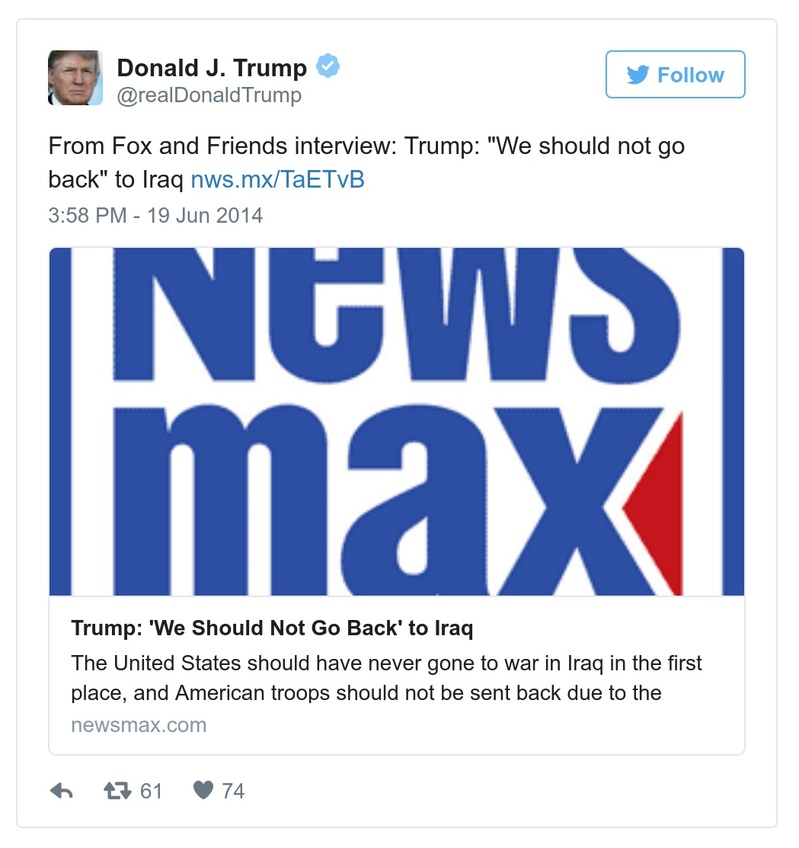 Donald J. Trump
@realDonaldTrump
Follow
From Fox and Friends interview: Trump: "We should not go
back" to Iraq nws.mx/TaETvB
3:58 PM - 19 Jun 2014
News
max
Trump: 'We Should Not Go Back' to Iraq
The United States should have never gone to war in Iraq in the first
place, and American troops should not be sent back due to the
newsmax.com
61 74